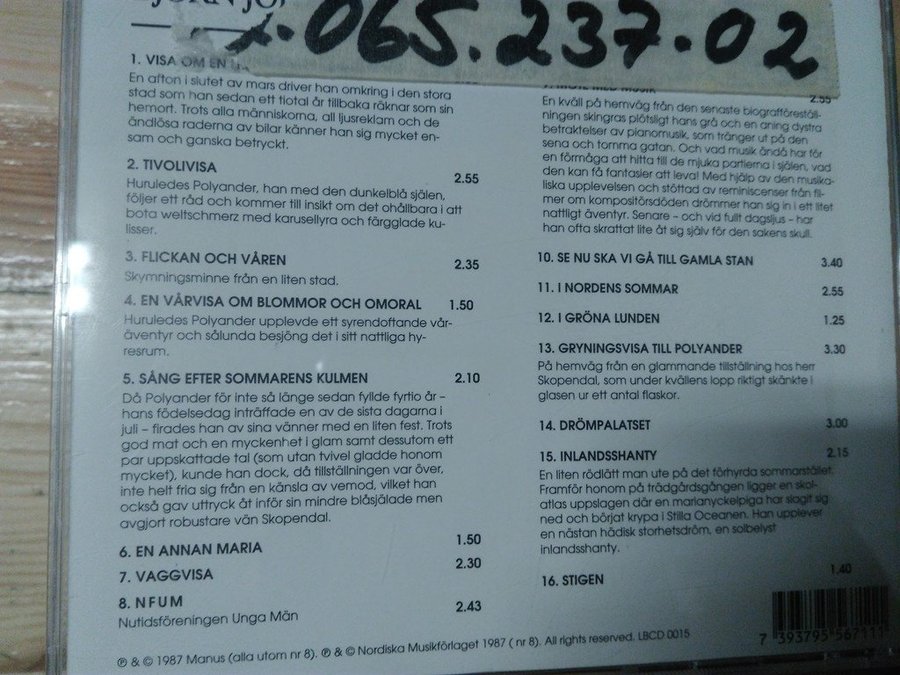 065.237-02
1. VISA OM EN
En afton i slutet av mars driver han omkring i den stora
stad som han sedan ett tiotal år tillbaka räknar som sin
hemort. Trots alla människorna, all ljusreklam och de
ändlösa raderna av bilar känner han sig mycket en-
sam och ganska betryckt.
2. TIVOLIVISA 2.55
Huruledes Polyander, han med den dunkelblå själen,
följer ett råd och kommer till insikt om det ohållbara i att
bota weltschmerz med karusellyra och färgglade ku-
lisser.
3. FLICKAN OCH VÅREN 2.35
Skymningsminne från en liten stad.
4. EN VÅRVISA OM BLOMMOR OCH OMORAL 1.50
Huruledes Polyander upplevde ett syrendoftande vår-
äventyr och sålunda besjöng det i sitt nattliga hy-
resrum.
5. SÅNG EFTER SOMMARENS KULMEN 2.10
Då Polyander för inte så länge sedan fyllde fyrtio år –
hans födelsedag inträffade en av de sista dagarna i
juli – firades han av sina vänner med en liten fest. Trots
god mat och en myckenhet i glam samt dessutom ett
par uppskattade tal (som utan tvivel gladde honom
mycket), kunde han dock, då tillställningen var över,
inte helt fria sig från en känsla av vemod, vilket han
också gav uttryck åt inför sin mindre blåsjälade men
avgjort robustare vän Skopendal.
6. EN ANNAN MARIA 1.50
7. VAGGVISA 2.30
8. NFUM 2.43
Nutidsföreningen Unga Män
MÖTE MED MUSIK 2.55
En kväll på hemväg från den senaste biografföreställ-
ningen skingras plötsligt hans grå och en aning dystra
betraktelser av pianomusik, som tränger ut på den
sena och tomma gatan. Och vad musik ändå har för
en förmåga att hitta till de mjuka partierna i själen, vad
den kan få fantasier att leva! Med hjälp av den musika-
liska upplevelsen och stöttad av reminiscenser från fil-
mer om kompositörsdöden drömmer han sig in i ett litet
nattligt äventyr. Senare – och vid fullt dagsljus – har
han ofta skrattat lite åt sig själv för den sakens skull.
10. SE NU SKA VI GÅ TILL GAMLA STAN 3.40
11. I NORDENS SOMMAR 2.55
12. I GRÖNA LUNDEN 1.25
13. GRYNINGSVISA TILL POLYANDER 3.30
På hemväg från en glammande tillställning hos herr
Skopendal, som under kvällens lopp riktigt skänkte i
glasen ur ett antal flaskor.
14. DRÖMPALATSET 3.00
15. INLANDSSHANTY 2.15
En liten rödlätt man ute på det förhyrda sommarstället.
Framför honom på trädgårdsgången ligger en skol-
atlas uppslagen där en marianyckelpiga har slagit sig
ned och börjat krypa i Stilla Oceanen. Han upplever
en nästan hädisk storhetsdröm, en solbelyst
inlandsshanty.
16. STIGEN 1.40
℗ & © 1987 Manus (alla utom nr 8). ℗ & © Nordiska Musikförlaget 1987 ( nr 8). All rights reserved. LBCD 0015
7 393795 567111